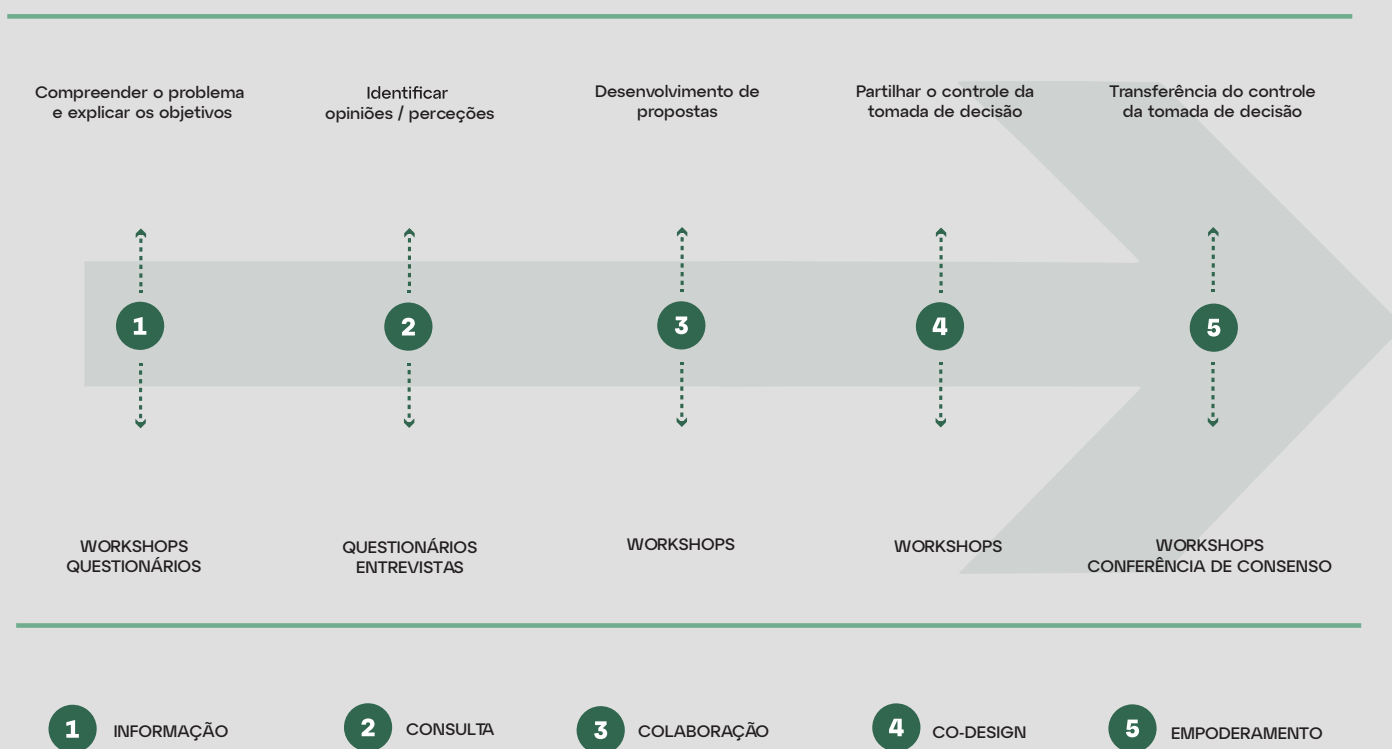 Compreender o problema
e explicar os objetivos
Identificar
opiniões / perceções
Desenvolvimento de
propostas
Partilhar o controle da
tomada de decisão
Transferência do controle
da tomada de decisão
1
2
3
4
5
WORKSHOPS
QUESTIONÁRIOS
QUESTIONÁRIOS
ENTREVISTAS
WORKSHOPS
WORKSHOPS
WORKSHOPS
CONFERÊNCIA DE CONSENSO
1 INFORMAÇÃO
2 CONSULTA
3 COLABORAÇÃO
4 CO-DESIGN
5 EMPODERAMENTO